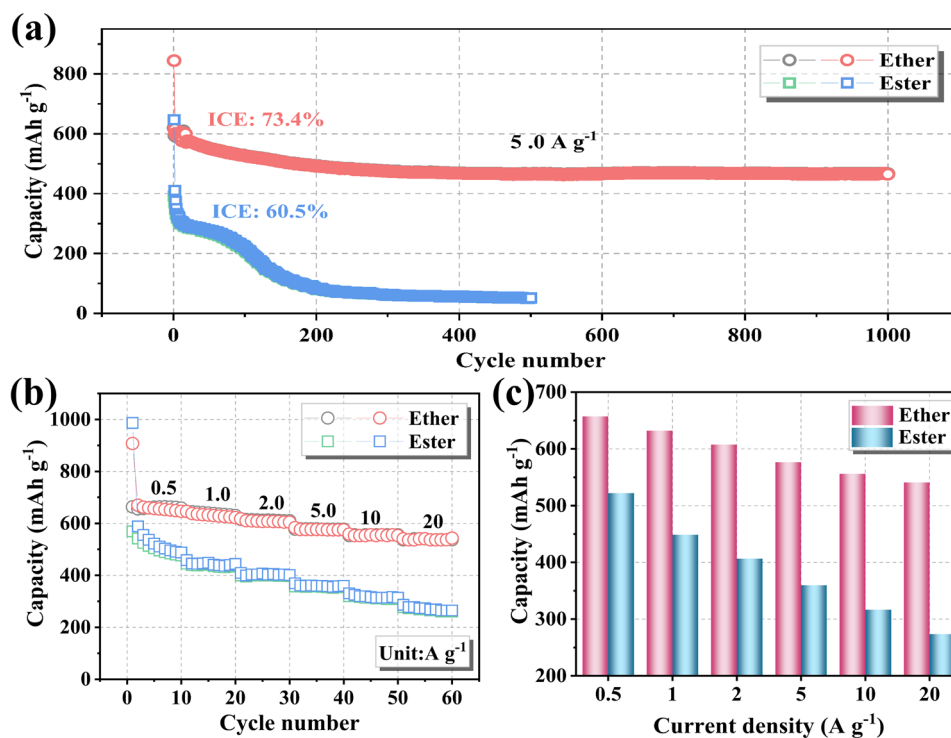 (a)
Capacity (mAh g⁻¹)
800
600
400
200
0
Ether
Ester
ICE: 73.4%
5 .0 A g⁻¹
ICE: 60.5%
0 200 400 600 800 1000
Cycle number
(b)
Capacity (mAh g⁻¹)
1000
800
600
400
200
0
Ether
Ester
0.5 1.0 2.0 5.0 10 20
Unit:A g⁻¹
0 10 20 30 40 50 60
Cycle number
(c)
Capacity (mAh g⁻¹)
700
600
500
400
300
200
Ether
Ester
0.5 1 2 5 10 20
Current density (A g⁻¹)